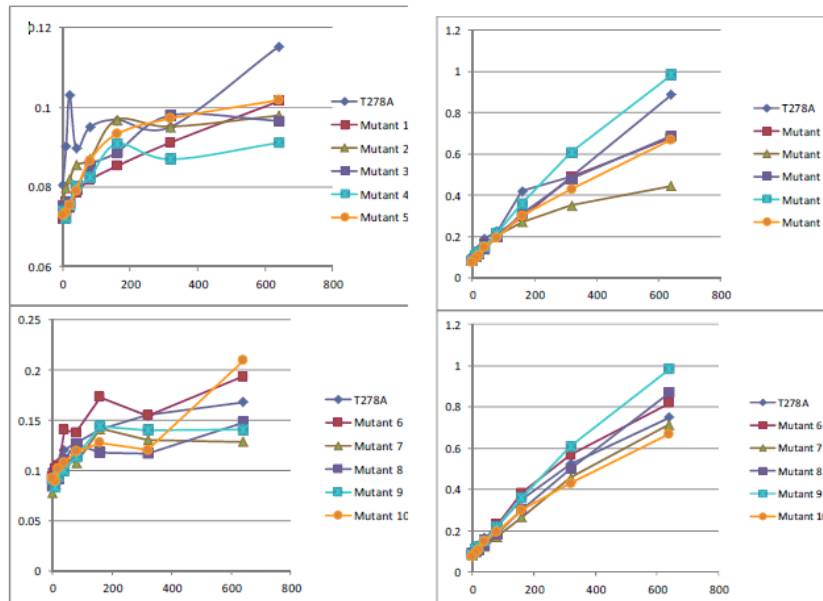 0.12
0.1
0.08
0.06
0 200 400 600 800
T278A
Mutant 1
Mutant 2
Mutant 3
Mutant 4
Mutant 5
1.2
1
0.8
0.6
0.4
0.2
0
0 200 400 600 800
T278A
Mutant
Mutant
Mutant
Mutant
Mutant
0.25
0.2
0.15
0.1
0.05
0
0 200 400 600 800
T278A
Mutant 6
Mutant 7
Mutant 8
Mutant 9
Mutant 10
1.2
1
0.8
0.6
0.4
0.2
0
0 200 400 600 800
T278A
Mutant 6
Mutant 7
Mutant 8
Mutant 9
Mutant